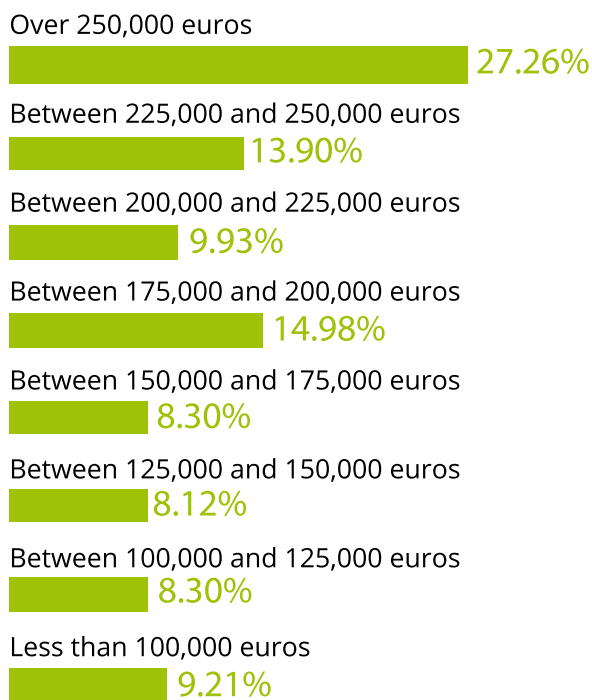 Over 250,000 euros
27.26%
Between 225,000 and 250,000 euros
13.90%
Between 200,000 and 225,000 euros
9.93%
Between 175,000 and 200,000 euros
14.98%
Between 150,000 and 175,000 euros
8.30%
Between 125,000 and 150,000 euros
8.12%
Between 100,000 and 125,000 euros
8.30%
Less than 100,000 euros
9.21%